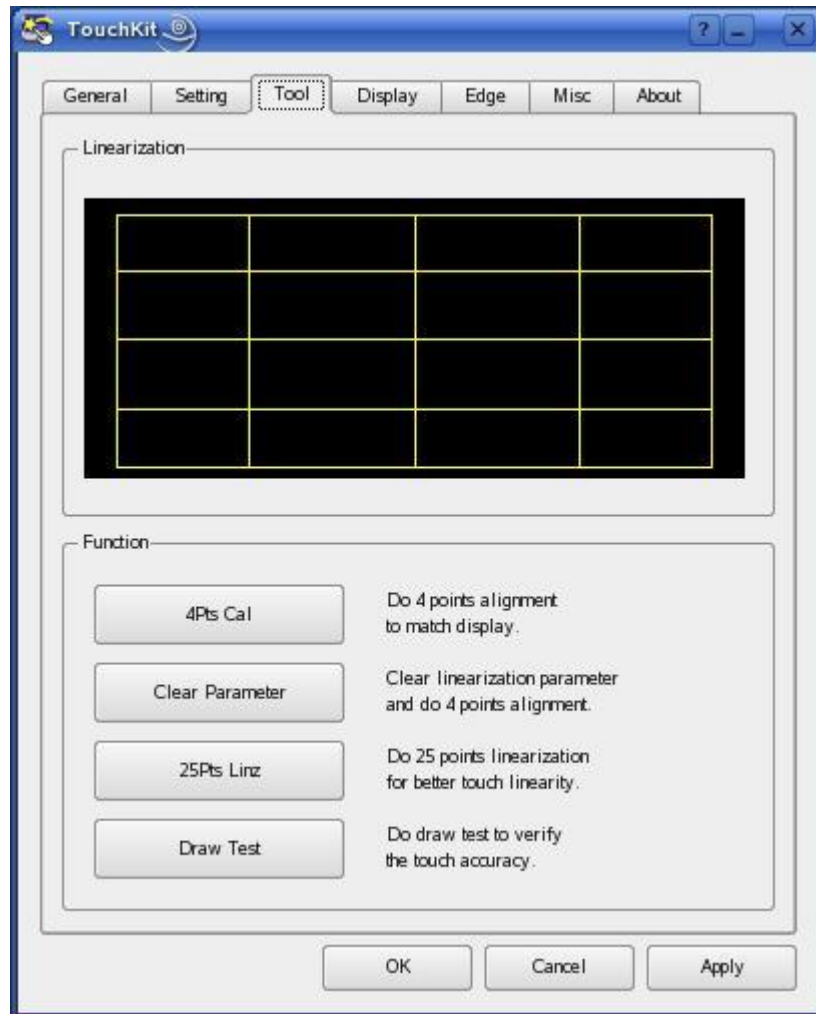 TouchKit
General Setting Tool Display Edge Misc About
Linearization
Function
4Pts Cal
Do 4 points alignment
to match display.
Clear Parameter
Clear linearization parameter
and do 4 points alignment.
25Pts Linz
Do 25 points linearization
for better touch linearity.
Draw Test
Do draw test to verify
the touch accuracy.
OK Cancel Apply